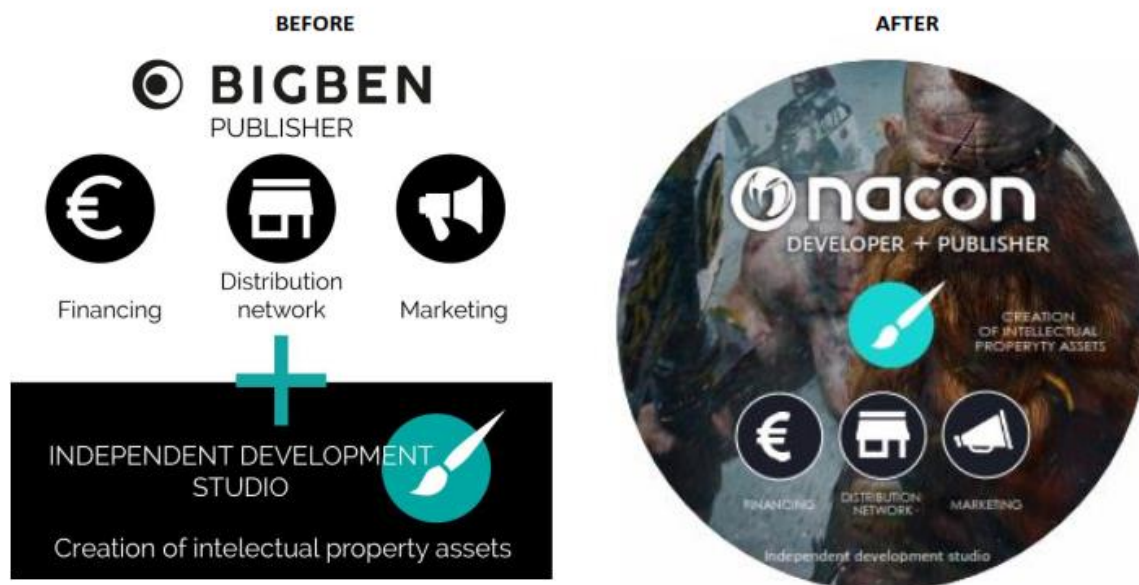 BEFORE
BIGBEN
PUBLISHER
Financing
Distribution
network
Marketing
INDEPENDENT DEVELOPMENT
STUDIO
Creation of intelectual property assets
AFTER
nacon
DEVELOPER + PUBLISHER
CREATION
OF INTELLECTUAL
PROPERYTY ASSETS
FINANCING
DISTRIBUTION
NETWORK
MARKETING
Independent development studio